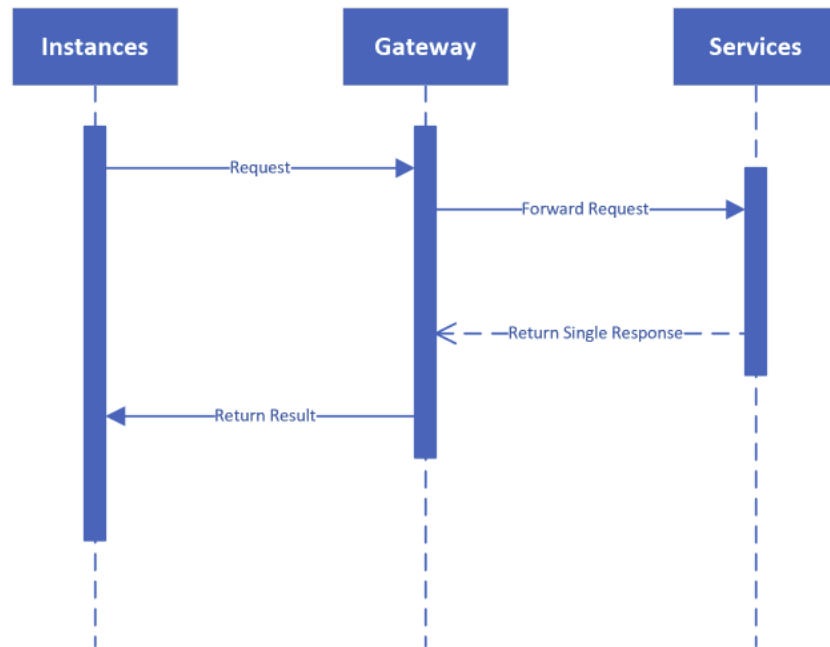 Instances
Gateway
Services
Request
Forward Request
Return Single Response
Return Result